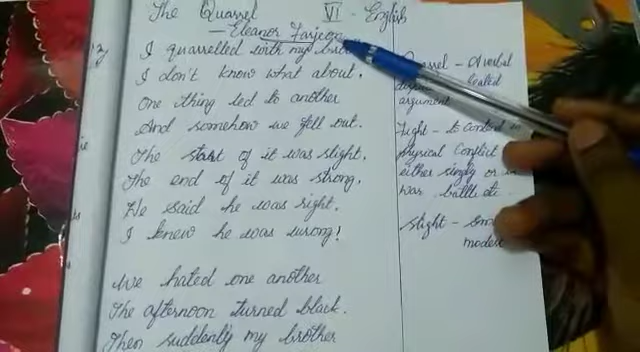 The Quarrel VI - English
- Eleanor Farjeon
I quarrelled with my
I don't know what about,
One thing led to another
And somehow we fell out.
The start of it was slight,
The end of it was strong,
He said he was right,
I knew he was wrong!
We hated one another
The afternoon turned black.
Then suddenly my brother
Quarrel - A verbal
argument
Fight - to contend in
physical conflict
either singly or in
war, battle etc.
slight -
modest